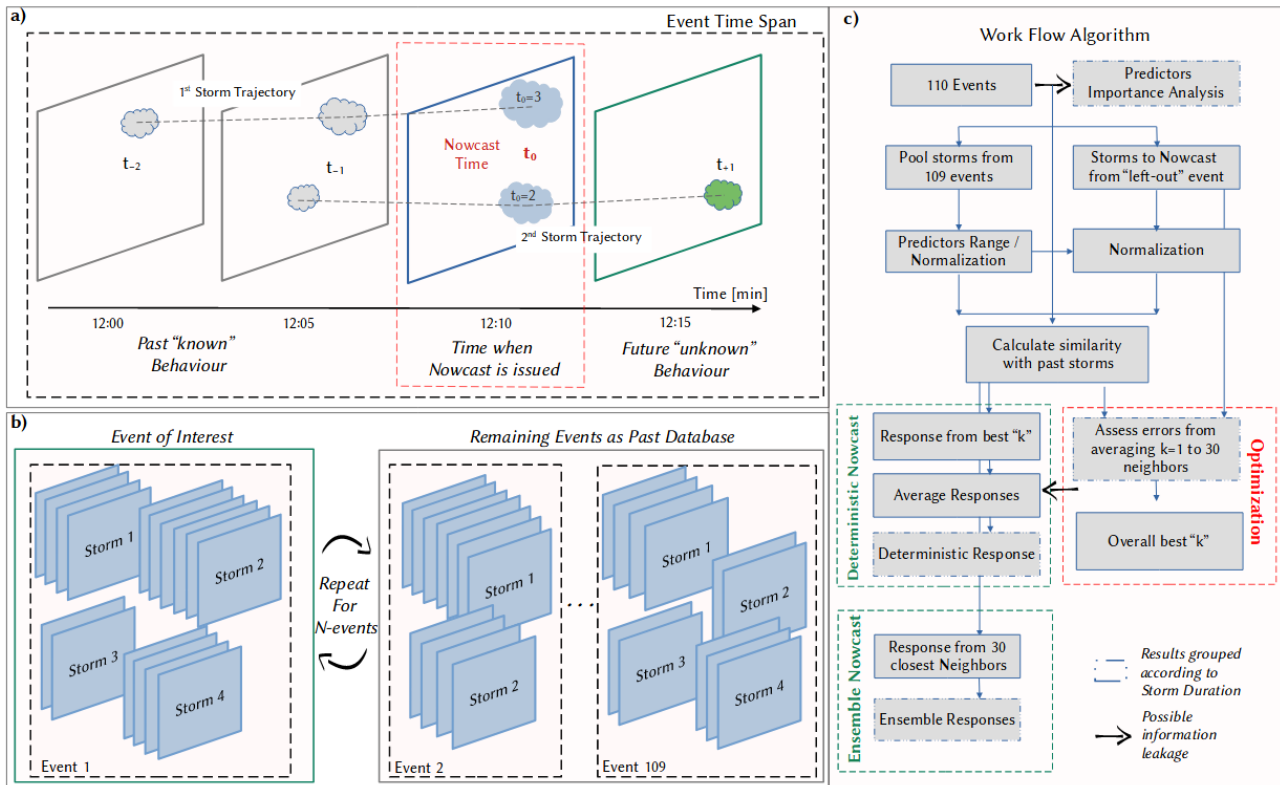 a)
Event Time Span
1st Storm Trajectory
t0=3
Nowcast
Time
t0
t−2
t−1
t+1
t0=2
2nd Storm Trajectory
Time [min]
12:00
12:05
12:10
12:15
Past “known”
Behaviour
Time when
Nowcast is issued
Future “unknown”
Behaviour
b)
Event of Interest
Remaining Events as Past Database
Storm 1
Storm 2
Storm 3
Storm 4
Event 1
Repeat
For
N-events
Storm 1
Storm 2
Event 2
...
Storm 1
Storm 2
Storm 3
Storm 4
Event 109
c)
Work Flow Algorithm
110 Events
Predictors
Importance Analysis
Pool storms from
109 events
Storms to Nowcast
from “left-out” event
Predictors Range /
Normalization
Normalization
Calculate similarity
with past storms
Deterministic Nowcast
Response from best “k”
Average Responses
Deterministic Response
Optimization
Assess errors from
averaging k=1 to 30
neighbors
Overall best “k”
Ensemble Nowcast
Response from 30
closest Neighbors
Ensemble Responses
Results grouped
according to
Storm Duration
Possible
information
leakage